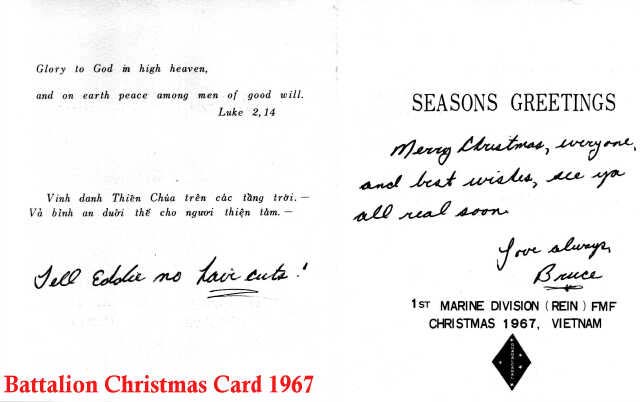 Glory to God in high heaven,
and on earth peace among men of good will.
Luke 2,14
Vinh danh Thiên Chúa trên các tầng trời. —
Và bình an duới thế cho nguơi thiện tâm. —
Tell Eddie no hair cuts!
SEASONS GREETINGS
Merry Christmas, everyone,
and best wishes, see ya
all real soon.
Love always,
Bruce
1ST MARINE DIVISION (REIN) FMF
CHRISTMAS 1967, VIETNAM
GUADALCANAL
Battalion Christmas Card 1967